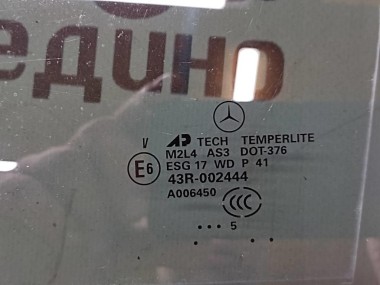 едино
V
AP TECH TEMPERLITE
M2L4 AS3 DOT-376
ESG 17 WD P 41
E6
43R-002444
A006450
CCC
... 5
.. ...